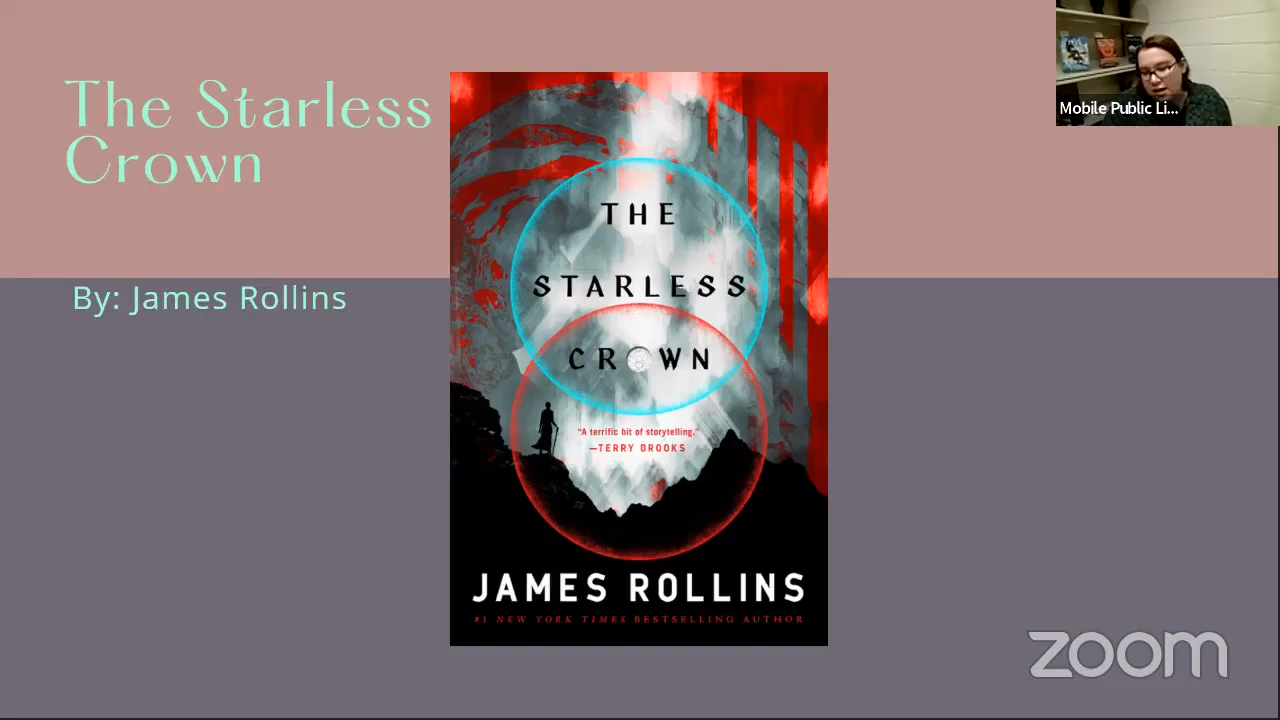 The Starless
Crown
By: James Rollins
THE
STARLESS
CROWN
“A terrific bit of storytelling.”
—TERRY BROOKS
JAMES ROLLINS
#1 NEW YORK TIMES BESTSELLING AUTHOR
Mobile Public Li...
zoom